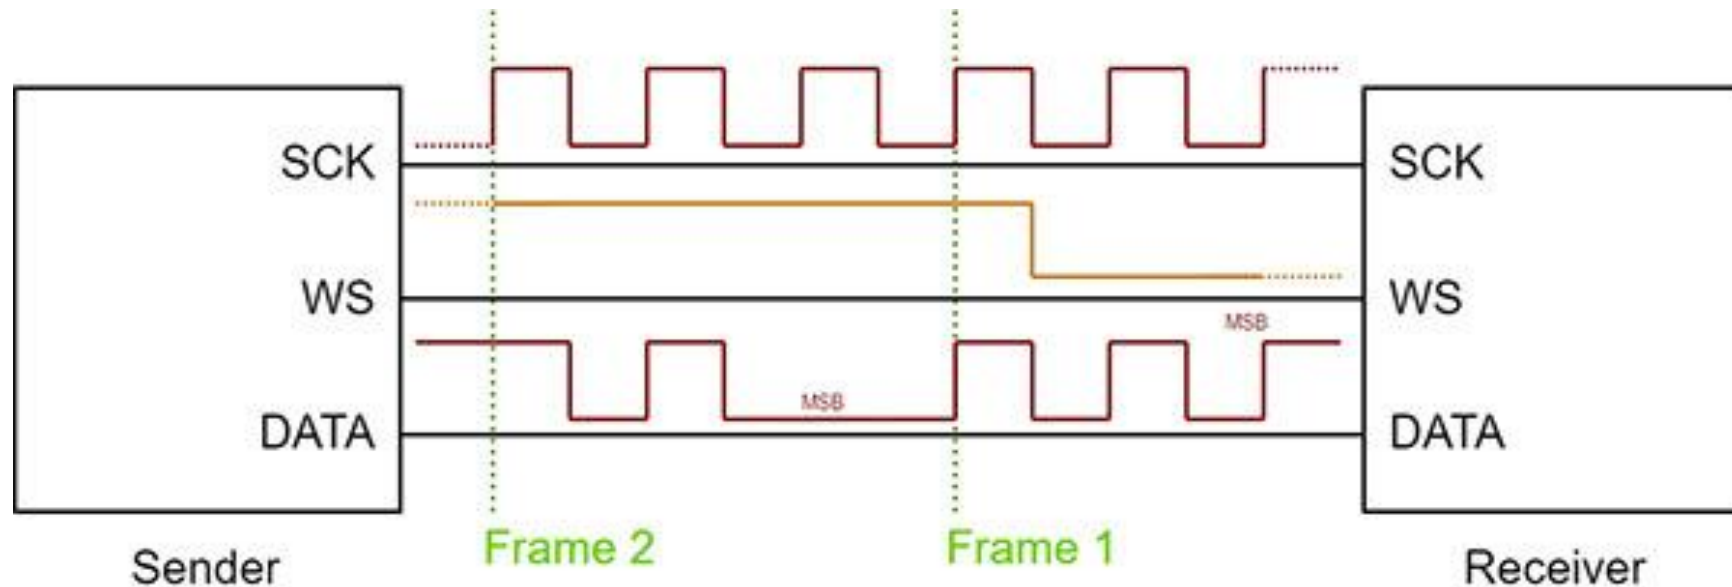 SCK
SCK
WS
WS
MSB
MSB
DATA
DATA
Frame 2
Frame 1
Sender
Receiver